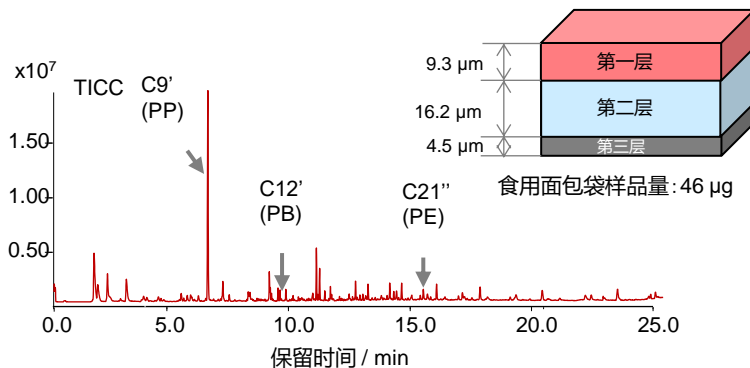 x10⁷
TICC
C9’
(PP)
1.50
1.00
0.50
C12’
(PB)
C21’’
(PE)
0.0
5.0
10.0
15.0
20.0
25.0
保留时间 / min
9.3 μm
第一层
16.2 μm
第二层
4.5 μm
第三层
食用面包袋样品量：46 μg